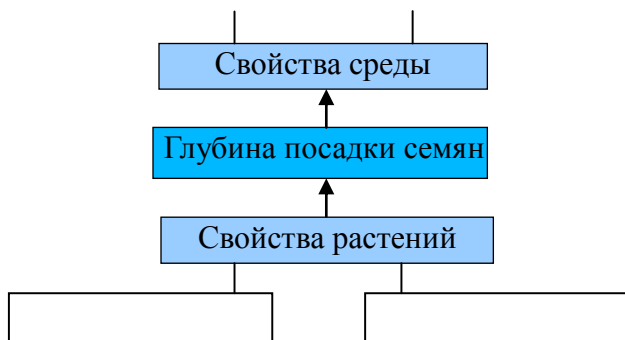 Свойства среды
Глубина посадки семян
Свойства растений